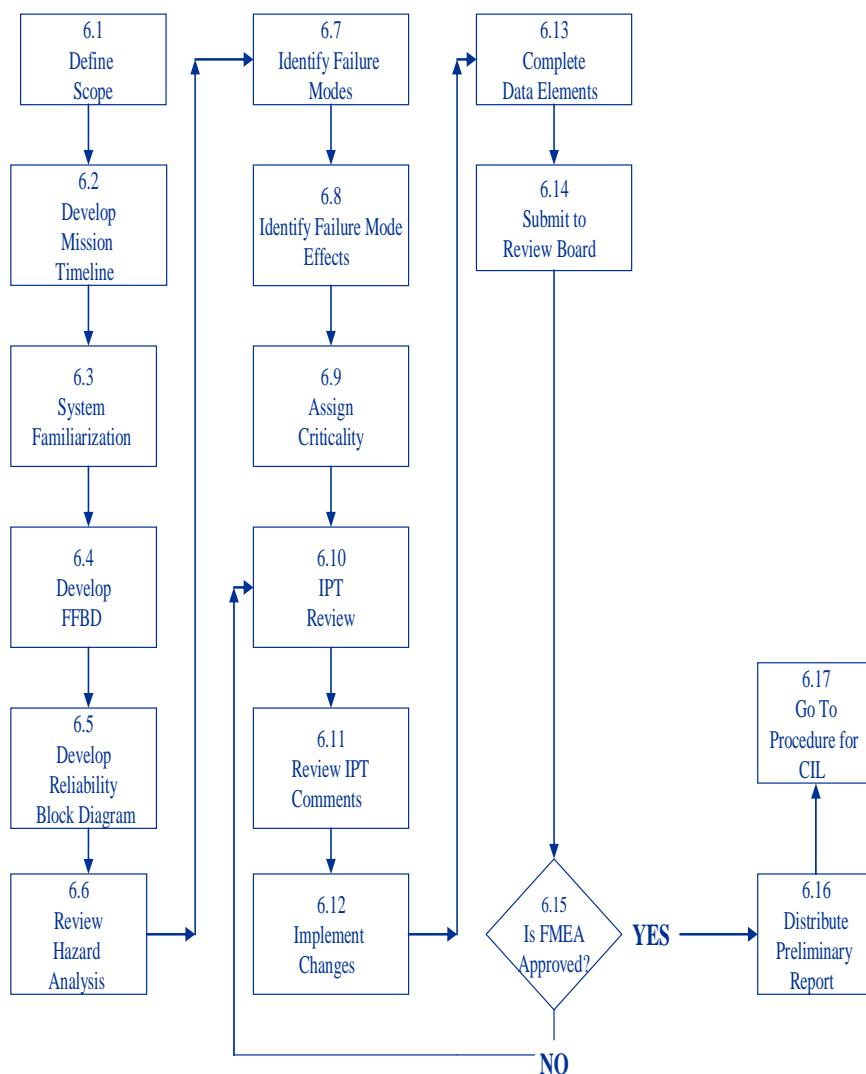 6.1
Define
Scope
6.2
Develop
Mission
Timeline
6.3
System
Familiarization
6.4
Develop
FFBD
6.5
Develop
Reliability
Block Diagram
6.6
Review
Hazard
Analysis
6.7
Identify Failure
Modes
6.8
Identify Failure Mode
Effects
6.9
Assign
Criticality
6.10
IPT
Review
6.11
Review IPT
Comments
6.12
Implement
Changes
6.13
Complete
Data Elements
6.14
Submit to
Review Board
6.15
Is FMEA
Approved?
YES
NO
6.16
Distribute
Preliminary
Report
6.17
Go To
Procedure for
CIL